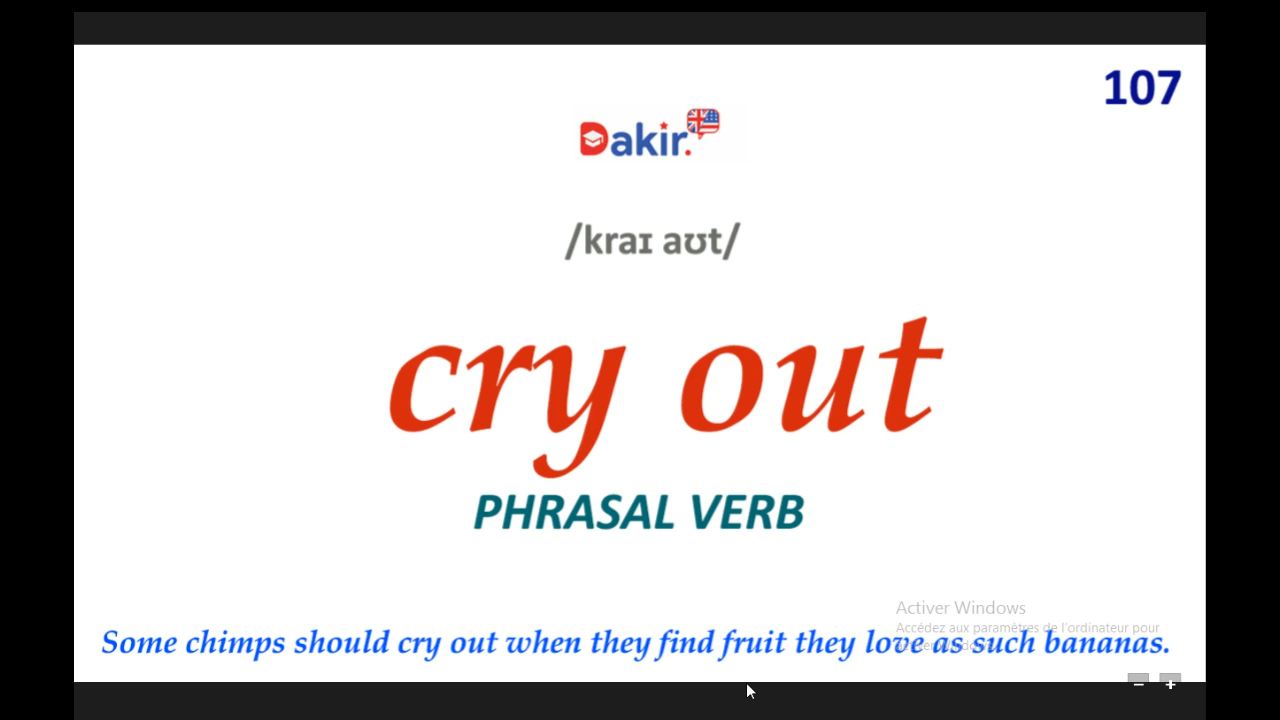 107
Dakir.
/kraɪ aʊt/
cry out
PHRASAL VERB
Activer Windows
Accédez aux paramètres de l'ordinateur pour
Some chimps should cry out when they find fruit they love as such bananas.